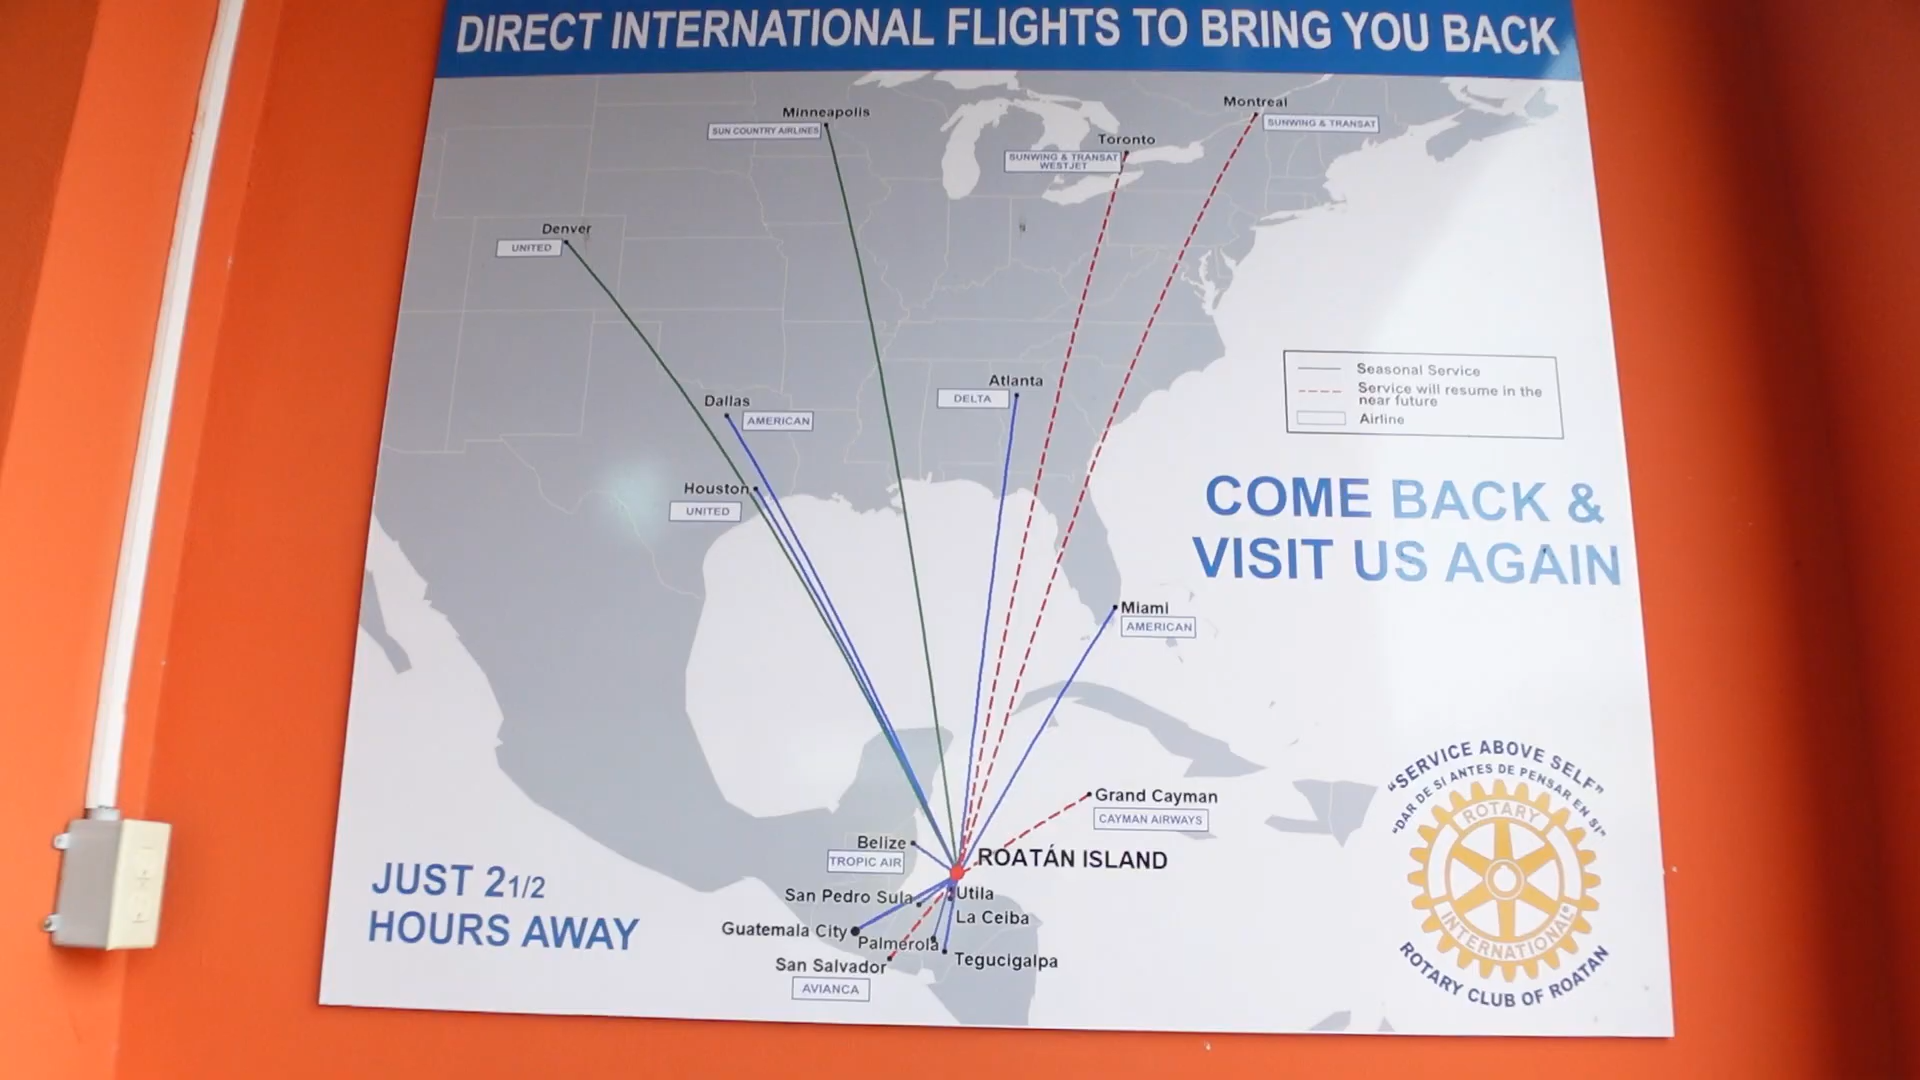 DIRECT INTERNATIONAL FLIGHTS TO BRING YOU BACK
Minneapolis
SUN COUNTRY AIRLINES
Montreal
SUNWING & TRANSAT
Toronto
SUNWING & TRANSAT
WESTJET
Denver
UNITED
Atlanta
DELTA
Dallas
AMERICAN
Houston
UNITED
Seasonal Service
Service will resume in the
near future
Airline
COME BACK &
VISIT US AGAIN
Miami
AMERICAN
Grand Cayman
CAYMAN AIRWAYS
Belize
TROPIC AIR
ROATÁN ISLAND
San Pedro Sula
Utila
La Ceiba
Guatemala City
Palmerola
San Salvador
AVIANCA
Tegucigalpa
JUST 2 1/2
HOURS AWAY
"SERVICE ABOVE SELF"
"DAR DE SI ANTES DE PENSAR EN SI"
ROTARY
INTERNATIONAL
ROTARY CLUB OF ROATAN